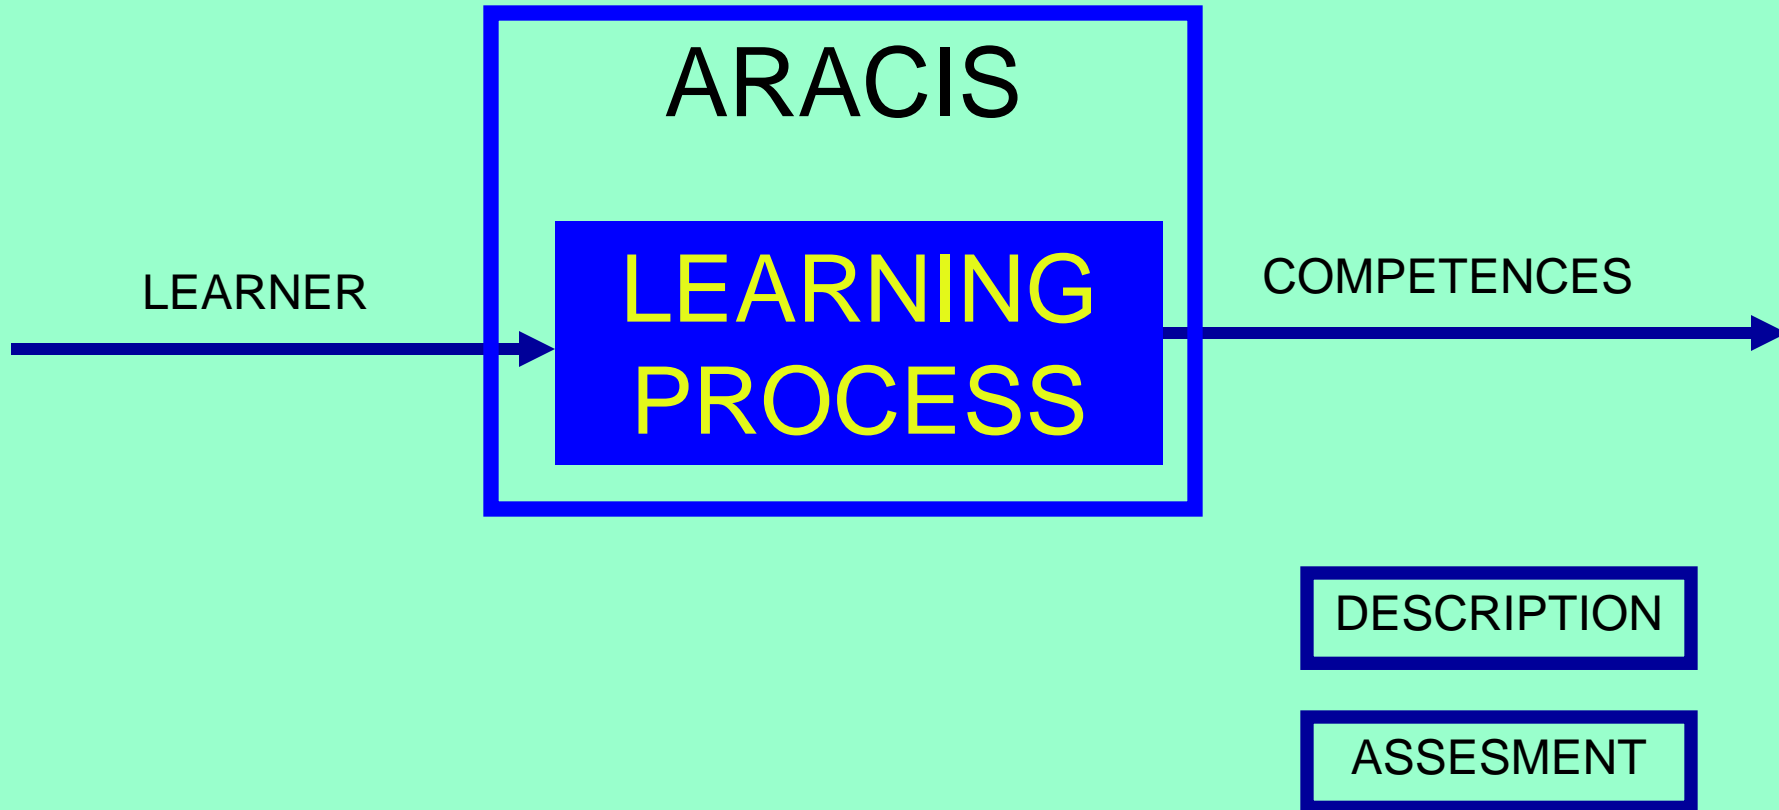 ARACIS
LEARNER
LEARNING
PROCESS
COMPETENCES
DESCRIPTION
ASSESMENT